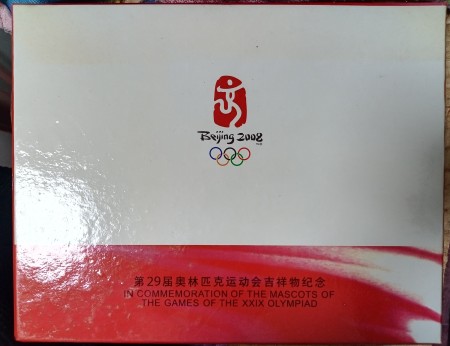 Beijing 2008
第29届奥林匹克运动会吉祥物纪念
IN COMMEMORATION OF THE MASCOTS OF
THE GAMES OF THE XXIX OLYMPIAD